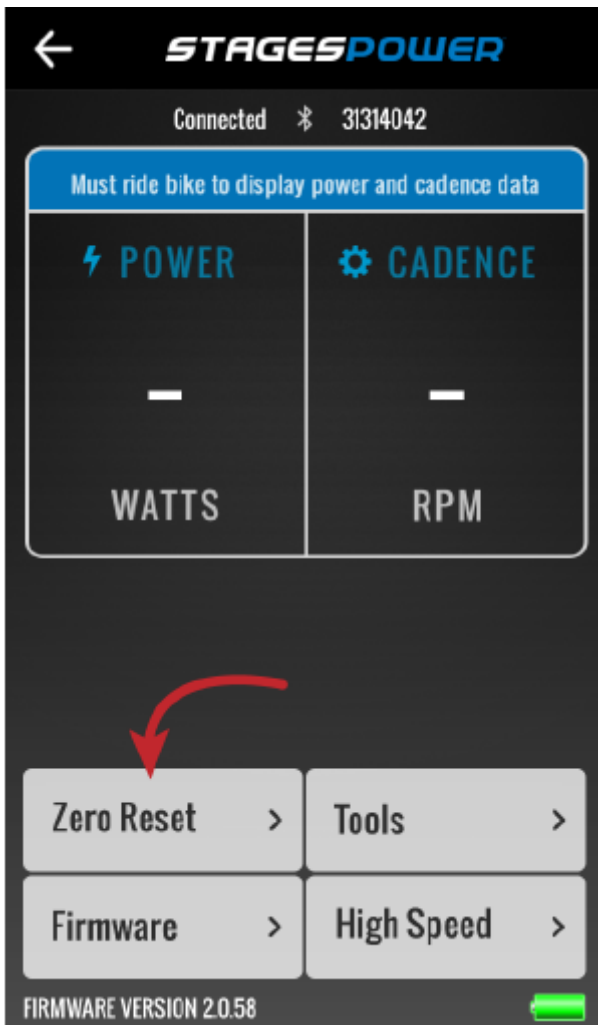 STAGESPOWER
Connected 31314042
Must ride bike to display power and cadence data
POWER
CADENCE
-
-
WATTS
RPM
Zero Reset >
Tools >
Firmware >
High Speed >
FIRMWARE VERSION 2.0.58